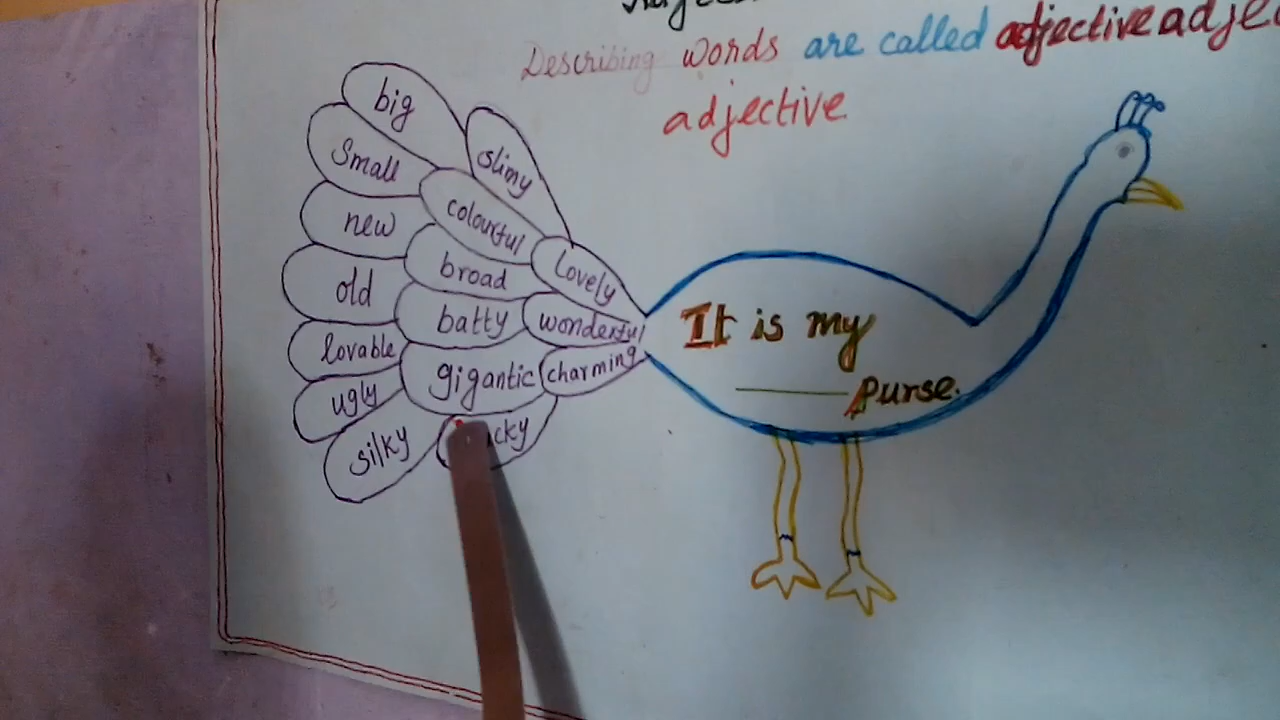 Describing words are called adjective
adjective
big
slimy
Small
colourful
new
Lovely
broad
old
batty
wonderful
lovable
gigantic
charming
ugly
silky
It is my
purse.